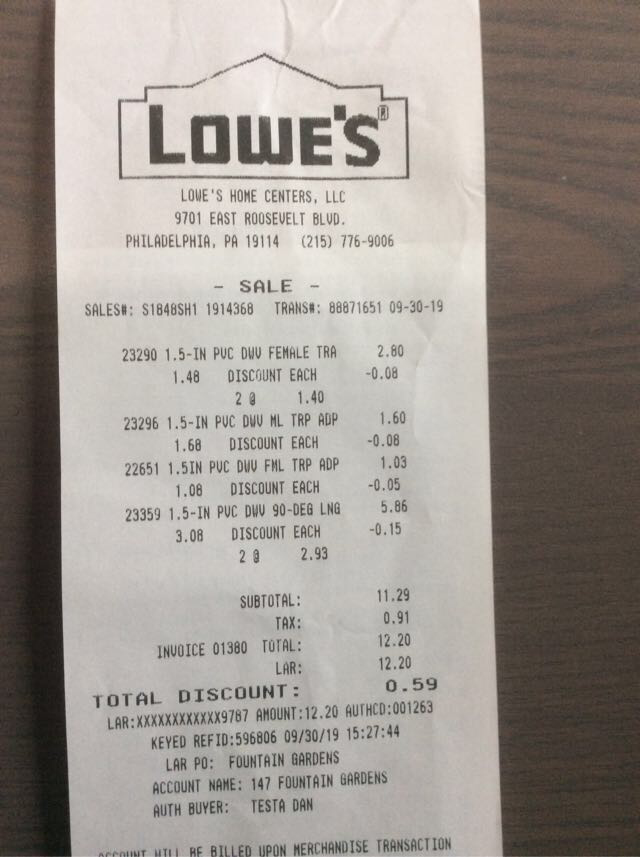 LOWE'S®
LOWE'S HOME CENTERS, LLC
9701 EAST ROOSEVELT BLVD.
PHILADELPHIA, PA 19114 (215) 776-9006
- SALE -
SALES#: S1848SH1 1914368 TRANS#: 88871651 09-30-19
23290 1.5-IN PVC DWV FEMALE TRA 2.80
1.48 DISCOUNT EACH -0.08
2 @ 1.40
23296 1.5-IN PVC DWV ML TRP ADP 1.60
1.68 DISCOUNT EACH -0.08
22651 1.5IN PVC DWV FML TRP ADP 1.03
1.08 DISCOUNT EACH -0.05
23359 1.5-IN PVC DWV 90-DEG LNG 5.86
3.08 DISCOUNT EACH -0.15
2 @ 2.93
SUBTOTAL: 11.29
TAX: 0.91
INVOICE 01380 TOTAL: 12.20
LAR: 12.20
TOTAL DISCOUNT: 0.59
LAR:XXXXXXXXXXXX9787 AMOUNT:12.20 AUTHCD:001263
KEYED REFID:596806 09/30/19 15:27:44
LAR PO: FOUNTAIN GARDENS
ACCOUNT NAME: 147 FOUNTAIN GARDENS
AUTH BUYER: TESTA DAN
ACCOUNT WILL BE BILLED UPON MERCHANDISE TRANSACTION